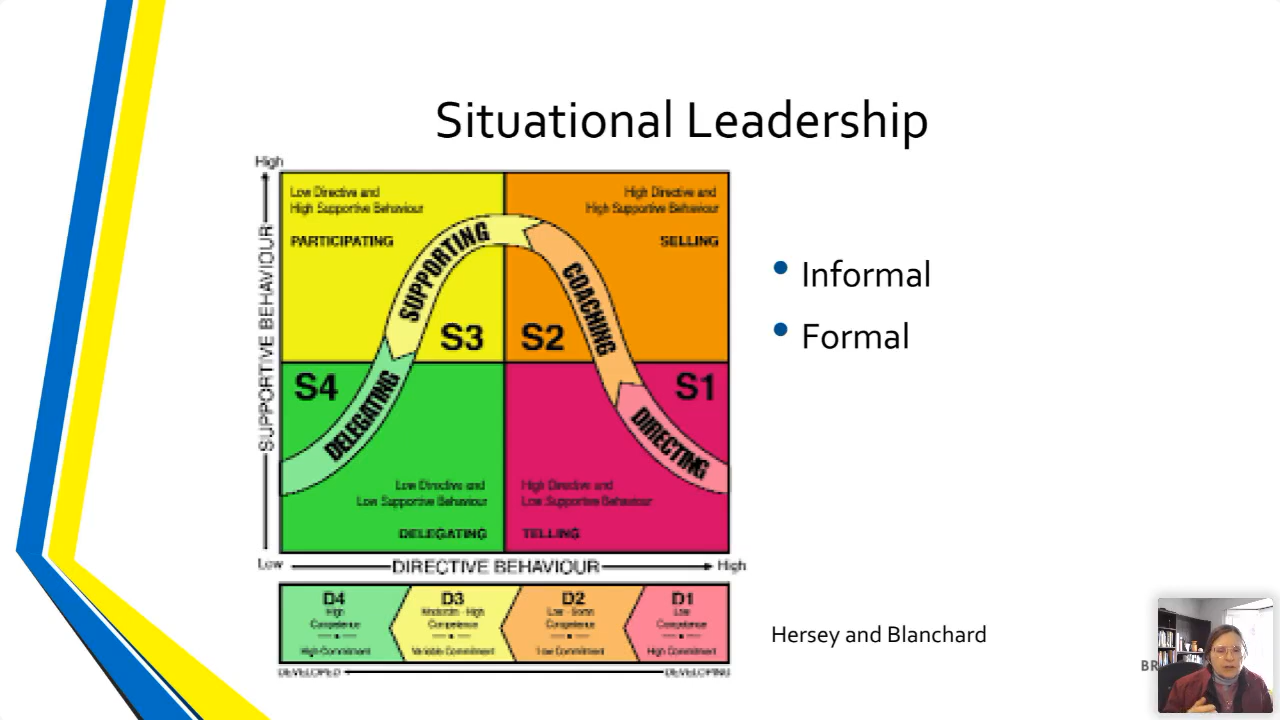 Situational Leadership
High
Low Directive and
High Supportive Behaviour
PARTICIPATING
High Directive and
High Supportive Behaviour
SELLING
SUPPORTIVE BEHAVIOUR
SUPPORTING
COACHING
S3
S2
S4
S1
DELEGATING
DIRECTING
Low Directive and
Low Supportive Behaviour
DELEGATING
High Directive and
Low Supportive Behaviour
TELLING
Low
DIRECTIVE BEHAVIOUR
High
D4
High
Competence
High Commitment
D3
Moderate - High
Competence
Variable Commitment
D2
Low - Some
Competence
Low Commitment
D1
Low
Competence
High Commitment
DEVELOPED
DEVELOPING
Informal
Formal
Hersey and Blanchard
BR